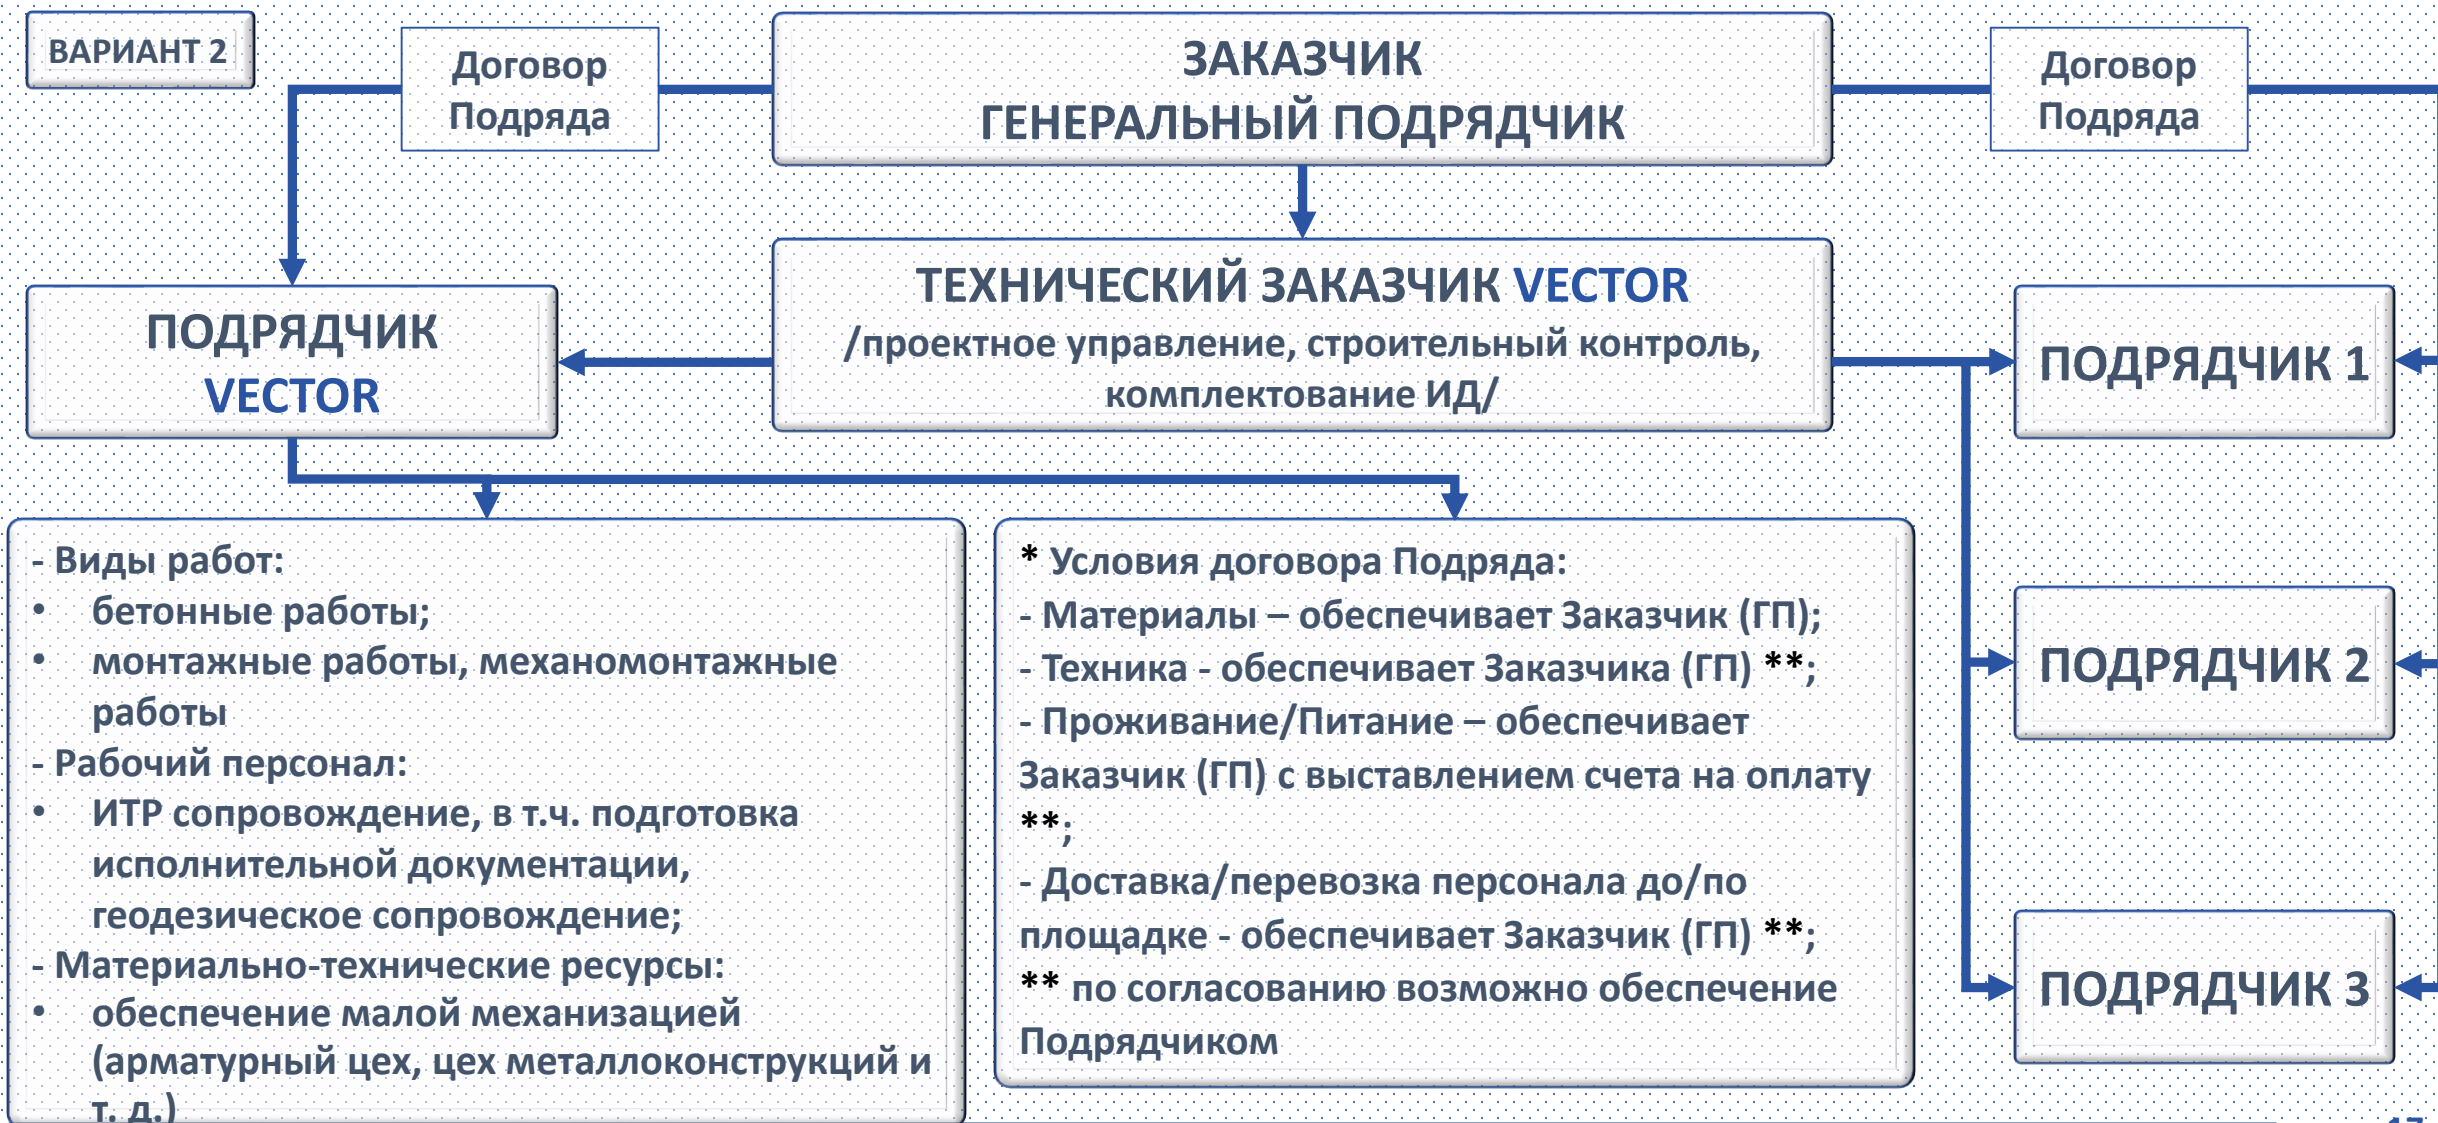 ВАРИАНТ 2
Договор
Подряда
ЗАКАЗЧИК
ГЕНЕРАЛЬНЫЙ ПОДРЯДЧИК
Договор
Подряда
ПОДРЯДЧИК
VECTOR
ТЕХНИЧЕСКИЙ ЗАКАЗЧИК VECTOR
/проектное управление, строительный контроль,
комплектование ИД/
ПОДРЯДЧИК 1
ПОДРЯДЧИК 2
ПОДРЯДЧИК 3
- Виды работ:
• бетонные работы;
• монтажные работы, механомонтажные
работы
- Рабочий персонал:
• ИТР сопровождение, в т.ч. подготовка
исполнительной документации,
геодезическое сопровождение;
- Материально-технические ресурсы:
• обеспечение малой механизацией
(арматурный цех, цех металлоконструкций и
т. д.)
* Условия договора Подряда:
- Материалы – обеспечивает Заказчик (ГП);
- Техника - обеспечивает Заказчика (ГП) **;
- Проживание/Питание – обеспечивает
Заказчик (ГП) с выставлением счета на оплату
**;
- Доставка/перевозка персонала до/по
площадке - обеспечивает Заказчик (ГП) **;
** по согласованию возможно обеспечение
Подрядчиком